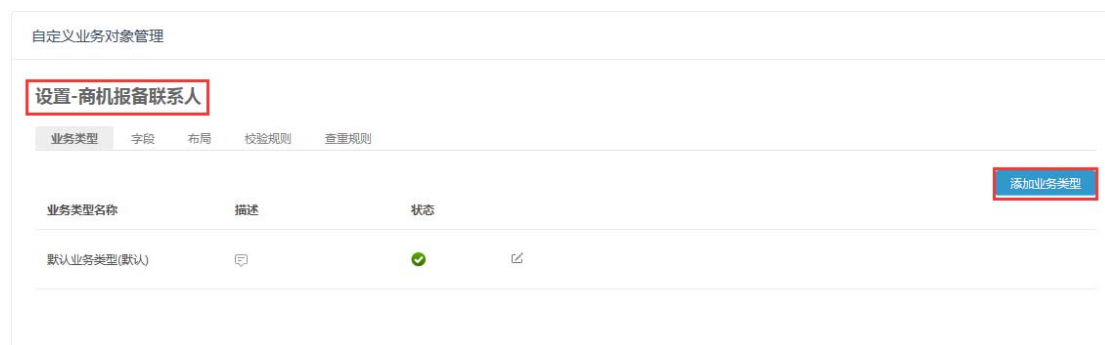 自定义业务对象管理
设置-商机报备联系人
业务类型 字段 布局 校验规则 查重规则
添加业务类型
业务类型名称 描述 状态
默认业务类型(默认)